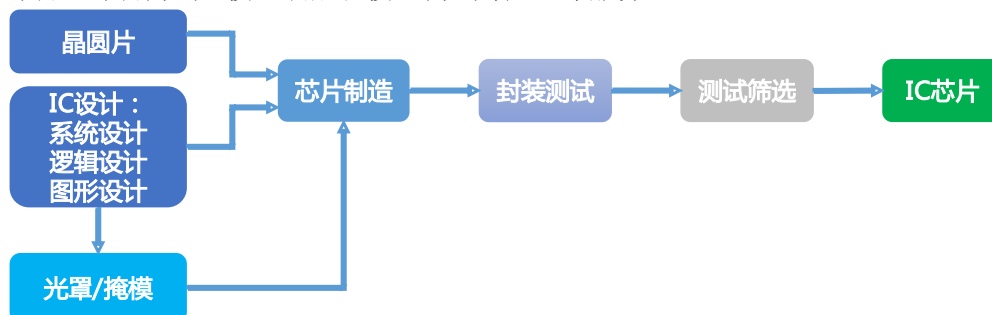 晶圆片
IC设计：
系统设计
逻辑设计
图形设计
光罩/掩模
芯片制造
封装测试
测试筛选
IC芯片